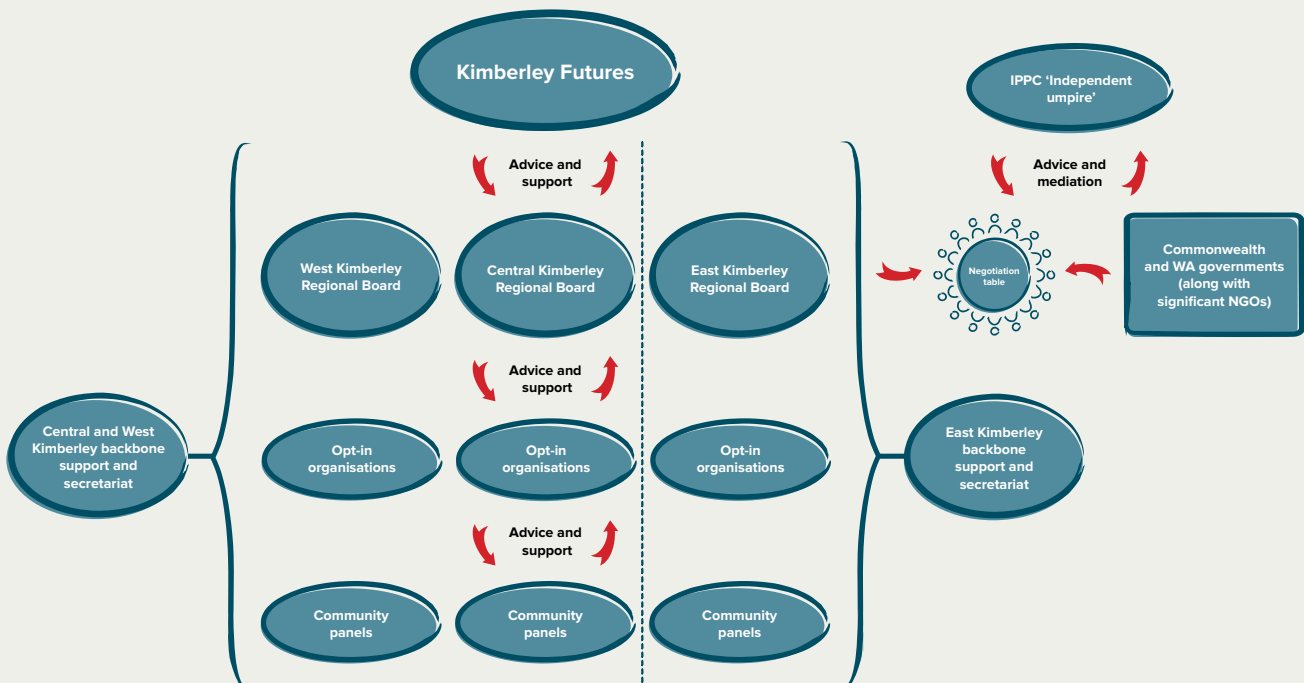 Kimberley Futures
IPPC ‘Independent
umpire’
Advice and
support
Advice and
mediation
West Kimberley
Regional Board
Central Kimberley
Regional Board
East Kimberley
Regional Board
Negotiation
table
Commonwealth
and WA governments
(along with
significant NGOs)
Advice and
support
Central and West
Kimberley backbone
support and
secretariat
Opt-in
organisations
Opt-in
organisations
Opt-in
organisations
East Kimberley
backbone
support and
secretariat
Advice and
support
Community
panels
Community
panels
Community
panels